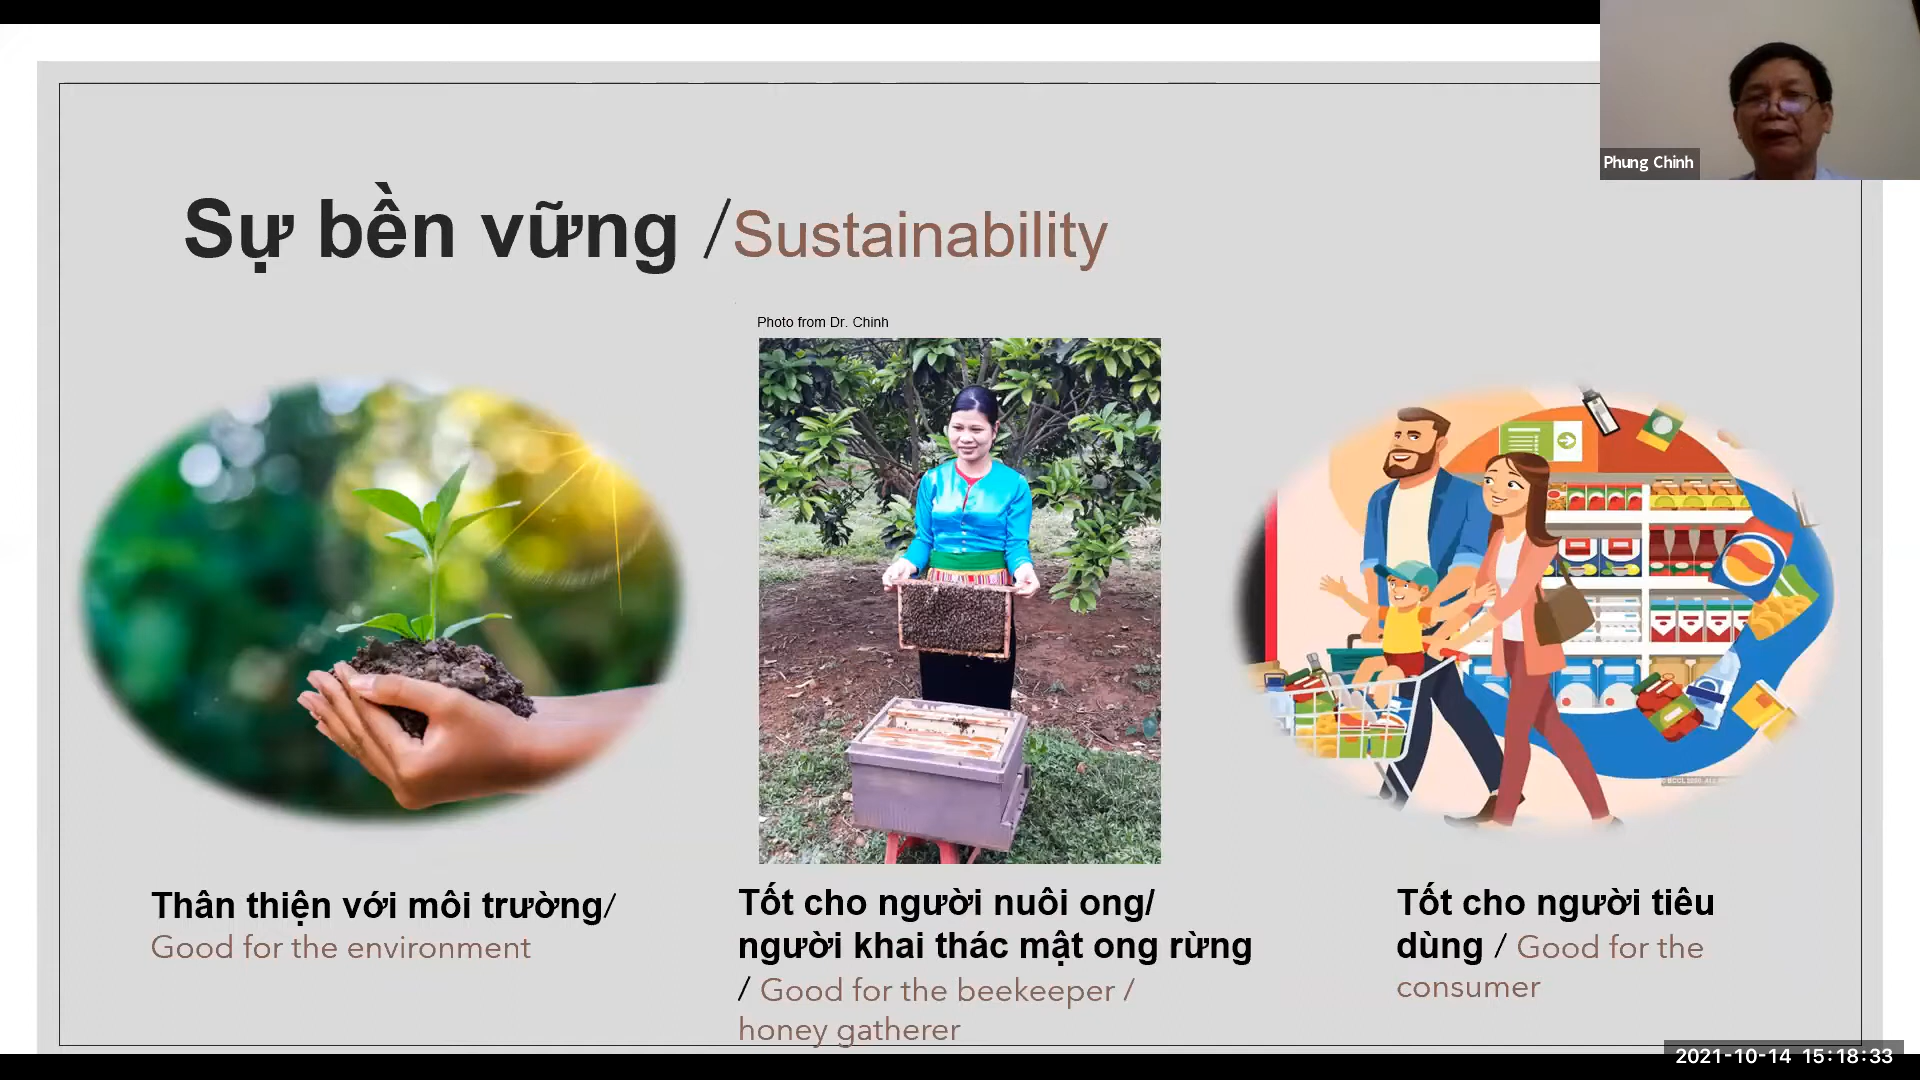 Phung Chinh
Sự bền vững /Sustainability
Photo from Dr. Chinh
Thân thiện với môi trường/
Good for the environment
Tốt cho người nuôi ong/
người khai thác mật ong rừng
/ Good for the beekeeper /
honey gatherer
Tốt cho người tiêu
dùng / Good for the
consumer
2021-10-14 15:18:33